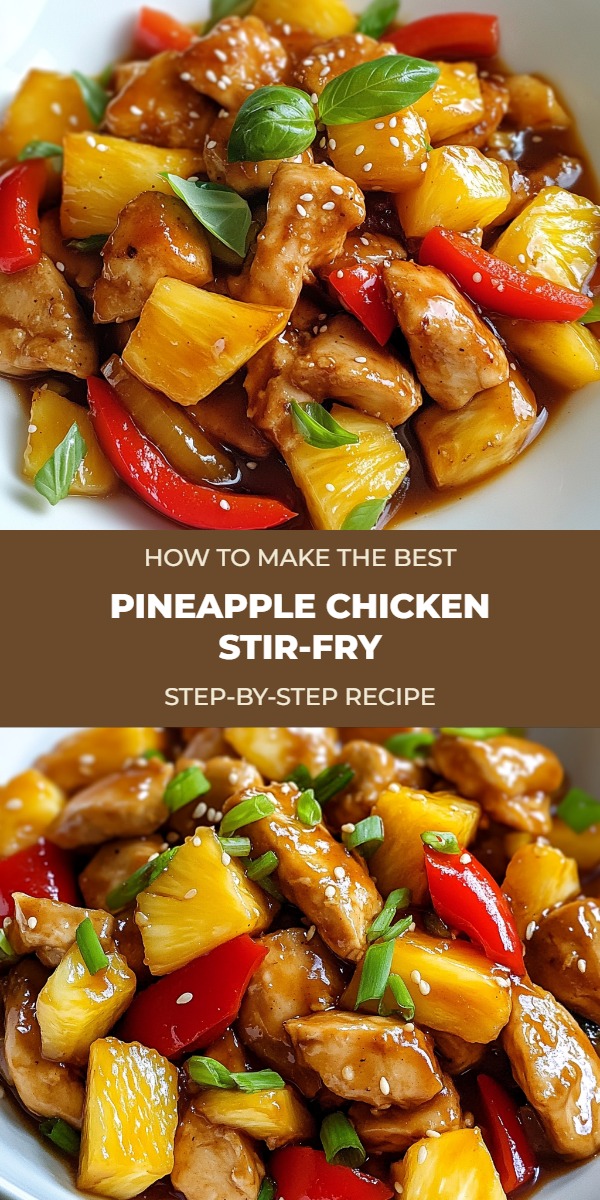 HOW TO MAKE THE BEST
PINEAPPLE CHICKEN
STIR-FRY
STEP-BY-STEP RECIPE